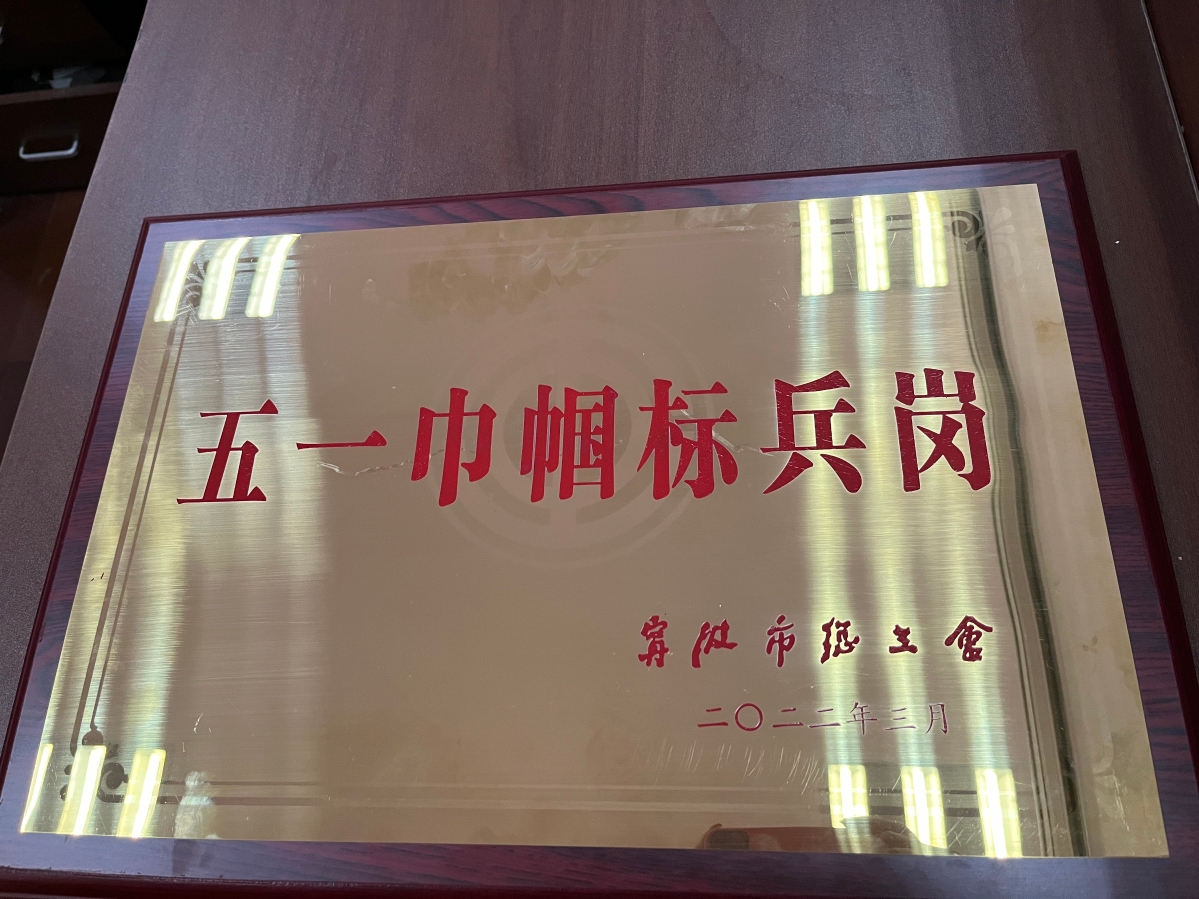 五一巾帼标兵岗
宁波市总工会
二〇二二年三月